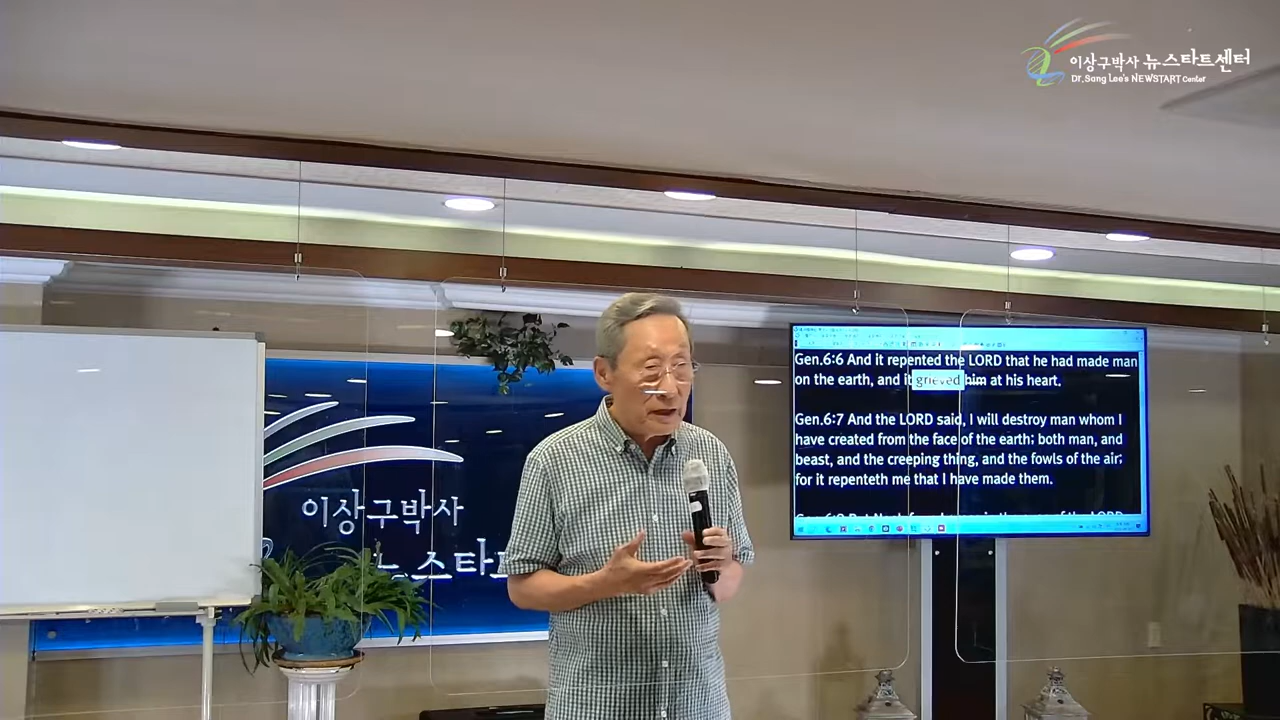 이상구박사 뉴스타트센터
Dr. Sang Lee's NEWSTART Center
Gen.6:6 And it repented the LORD that he had made man
on the earth, and it grieved him at his heart.
Gen.6:7 And the LORD said, I will destroy man whom I
have created from the face of the earth; both man, and
beast, and the creeping thing, and the fowls of the air;
for it repenteth me that I have made them.
이상구박사
뉴스타트